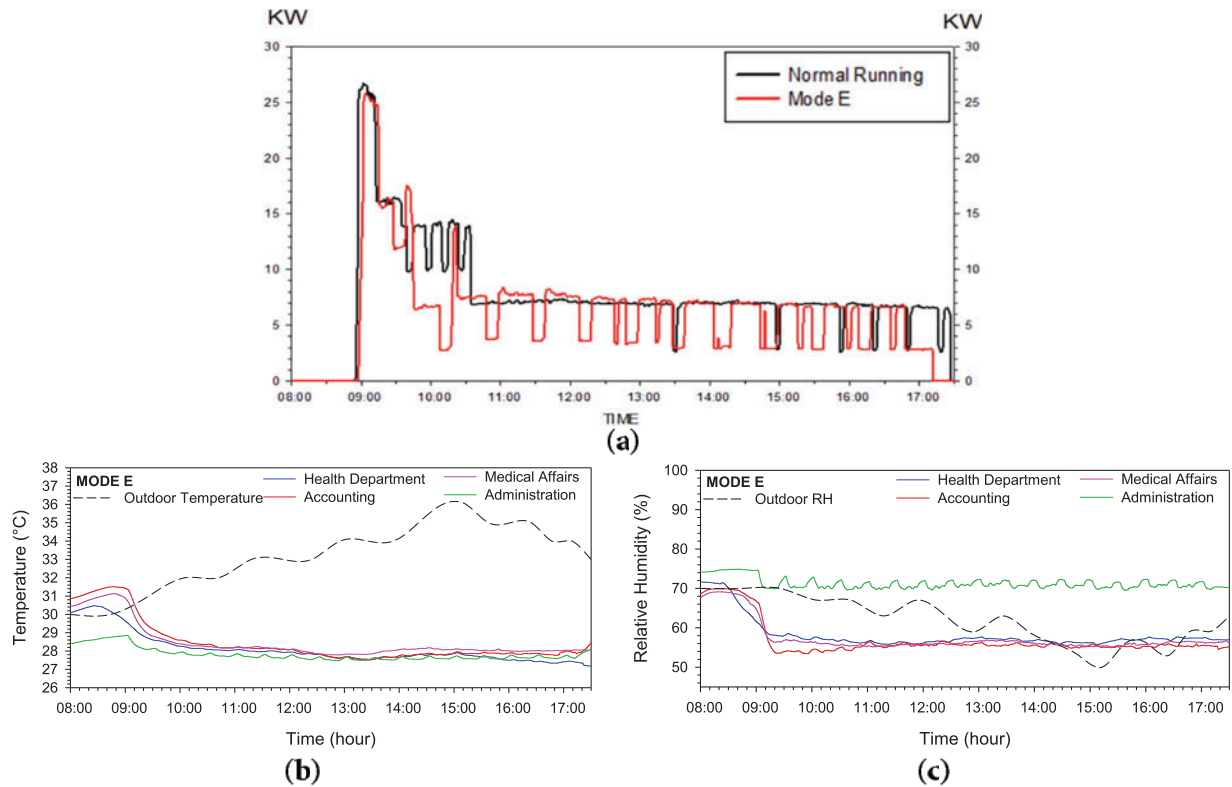 KW KW
30 30
Normal Running
Mode E
25 25
20 20
15 15
10 10
5 5
0 0
08:00 09:00 10:00 11:00 12:00 13:00 14:00 15:00 16:00 17:00
TIME
(a)
38
37
36
35
34
33
32
31
30
29
28
27
26
Temperature (°C)
MODE E Health Department Medical Affairs
Outdoor Temperature Accounting Administration
08:00 09:00 10:00 11:00 12:00 13:00 14:00 15:00 16:00 17:00
Time (hour)
(b)
100
90
80
70
60
50
Relative Humidity (%)
MODE E Health Department Medical Affairs
Outdoor RH Accounting Administration
08:00 09:00 10:00 11:00 12:00 13:00 14:00 15:00 16:00 17:00
Time (hour)
(c)